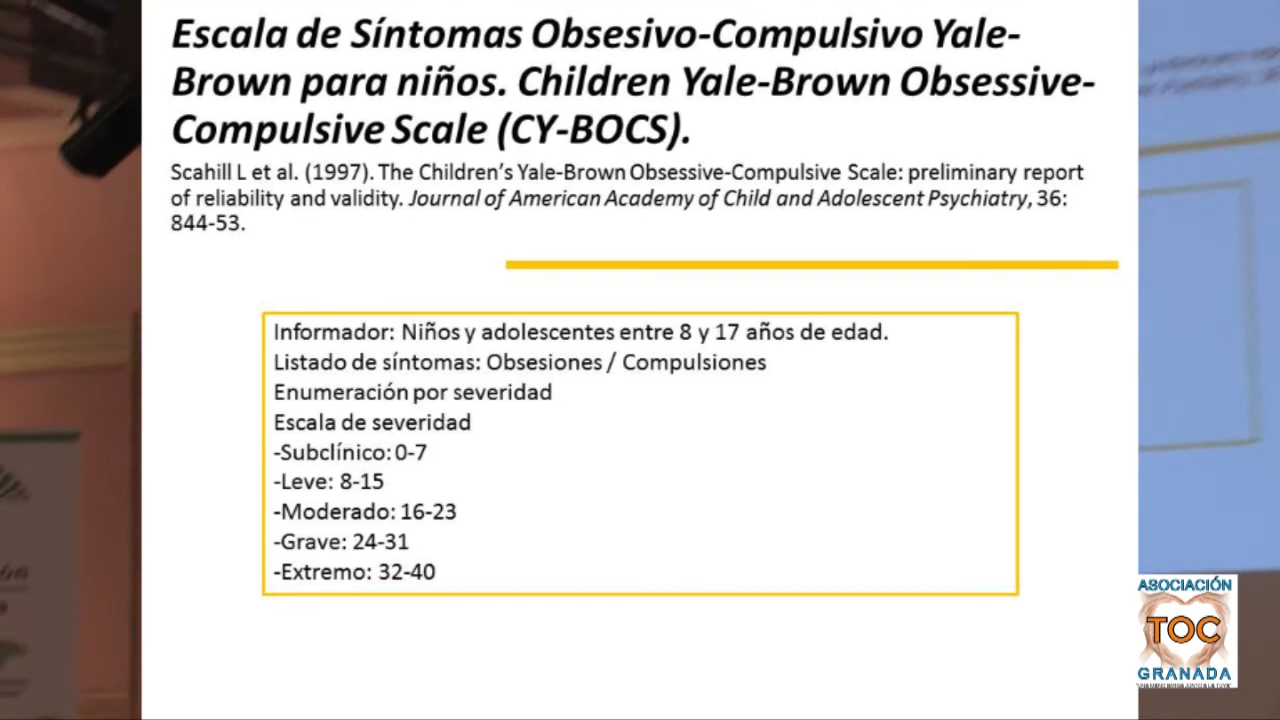 Escala de Síntomas Obsesivo-Compulsivo Yale-
Brown para niños. Children Yale-Brown Obsessive-
Compulsive Scale (CY-BOCS).
Scahill L et al. (1997). The Children’s Yale-Brown Obsessive-Compulsive Scale: preliminary report
of reliability and validity. Journal of American Academy of Child and Adolescent Psychiatry, 36:
844-53.
Informador: Niños y adolescentes entre 8 y 17 años de edad.
Listado de síntomas: Obsesiones / Compulsiones
Enumeración por severidad
Escala de severidad
-Subclínico: 0-7
-Leve: 8-15
-Moderado: 16-23
-Grave: 24-31
-Extremo: 32-40
ASOCIACIÓN
TOC
GRANADA